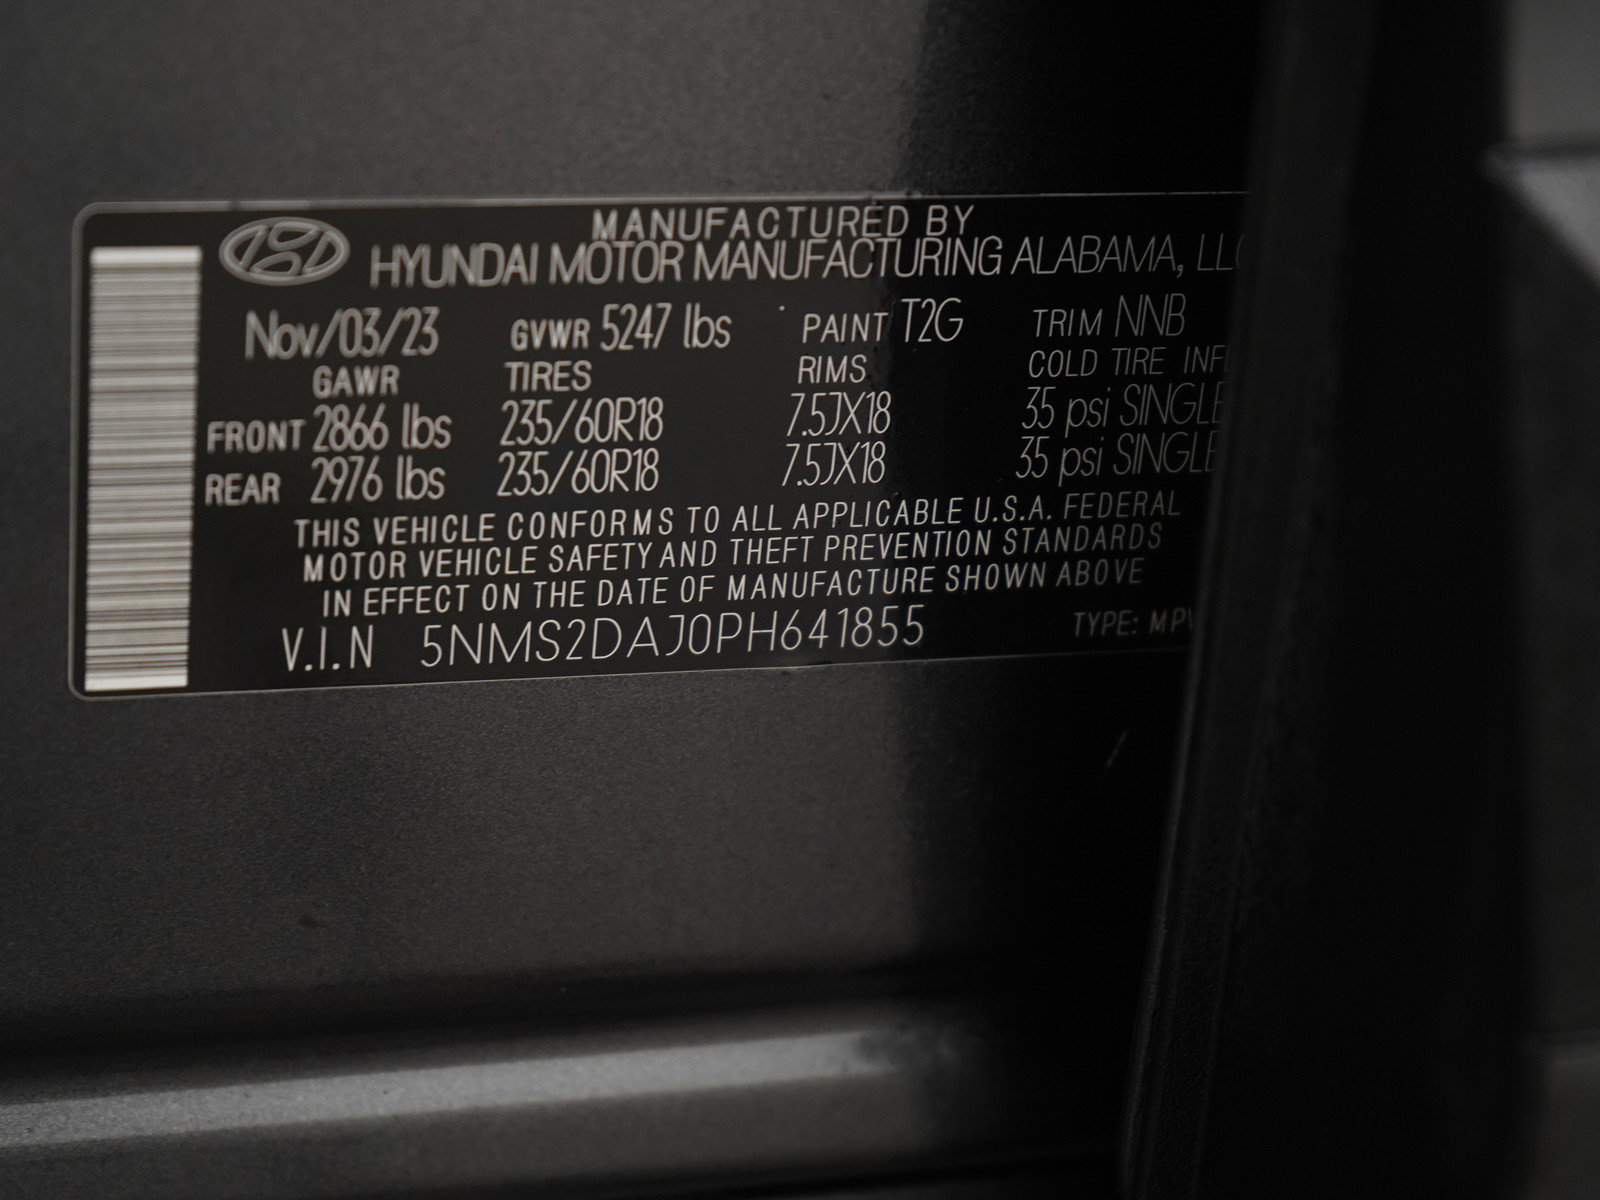 MANUFACTURED BY
HYUNDAI MOTOR MANUFACTURING ALABAMA, LLC
Nov/03/23 GVWR 5247 lbs PAINT T2G TRIM NNB
GAWR TIRES RIMS COLD TIRE INF
FRONT 2866 lbs 235/60R18 7.5JX18 35 psi SINGLE
REAR 2976 lbs 235/60R18 7.5JX18 35 psi SINGLE
THIS VEHICLE CONFORMS TO ALL APPLICABLE U.S.A. FEDERAL
MOTOR VEHICLE SAFETY AND THEFT PREVENTION STANDARDS
IN EFFECT ON THE DATE OF MANUFACTURE SHOWN ABOVE
V.I.N 5NMS2DAJ0PH641855 TYPE: MPV